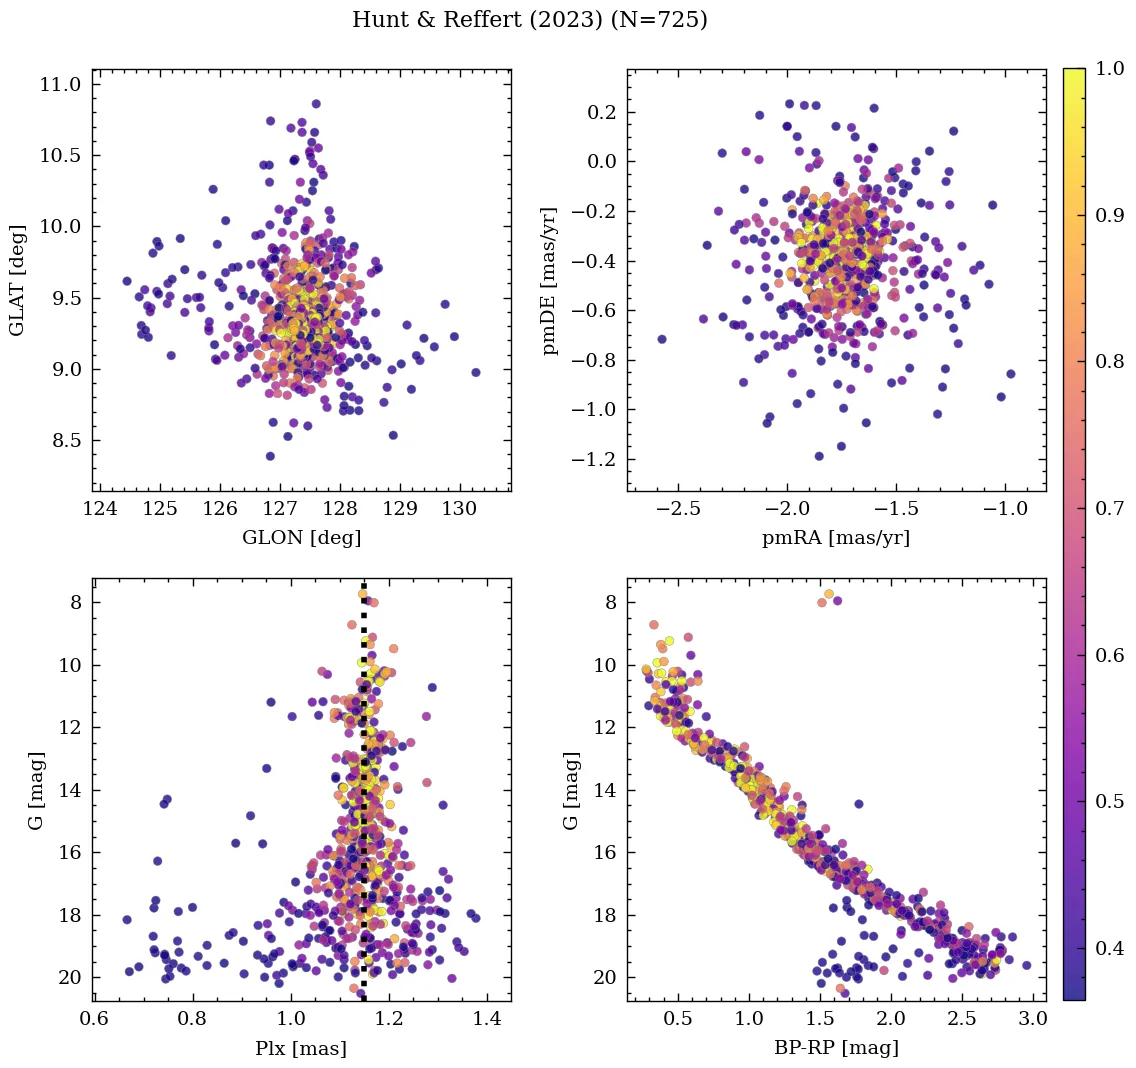 Hunt & Reffert (2023) (N=725)
11.0
10.5
10.0
9.5
9.0
8.5
GLAT [deg]
124 125 126 127 128 129 130
GLON [deg]
0.2
0.0
−0.2
−0.4
−0.6
−0.8
−1.0
−1.2
pmDE [mas/yr]
−2.5 −2.0 −1.5 −1.0
pmRA [mas/yr]
1.0
0.9
0.8
0.7
0.6
0.5
0.4
8
10
12
14
16
18
20
G [mag]
0.6 0.8 1.0 1.2 1.4
Plx [mas]
8
10
12
14
16
18
20
G [mag]
0.5 1.0 1.5 2.0 2.5 3.0
BP-RP [mag]